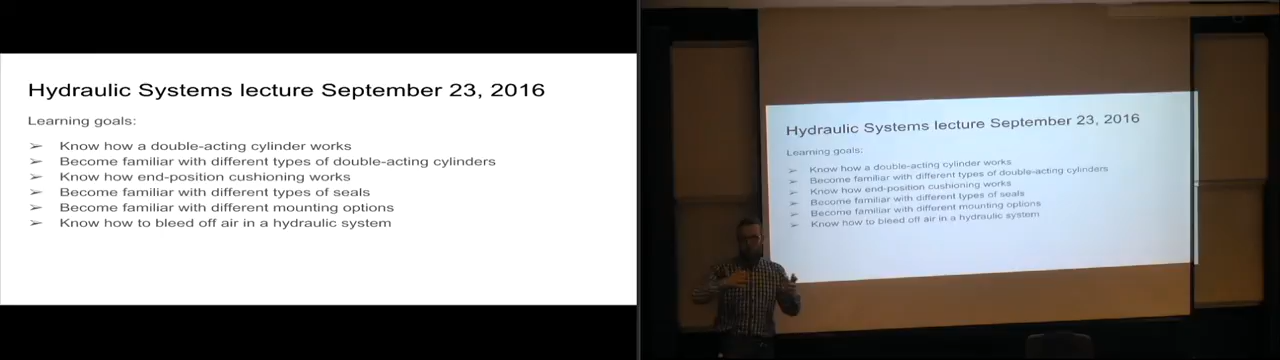 Hydraulic Systems lecture September 23, 2016
Learning goals:
➢ Know how a double-acting cylinder works
➢ Become familiar with different types of double-acting cylinders
➢ Know how end-position cushioning works
➢ Become familiar with different types of seals
➢ Become familiar with different mounting options
➢ Know how to bleed off air in a hydraulic system
Hydraulic Systems lecture September 23, 2016
Learning goals:
➢ Know how a double-acting cylinder works
➢ Become familiar with different types of double-acting cylinders
➢ Know how end-position cushioning works
➢ Become familiar with different types of seals
➢ Become familiar with different mounting options
➢ Know how to bleed off air in a hydraulic system